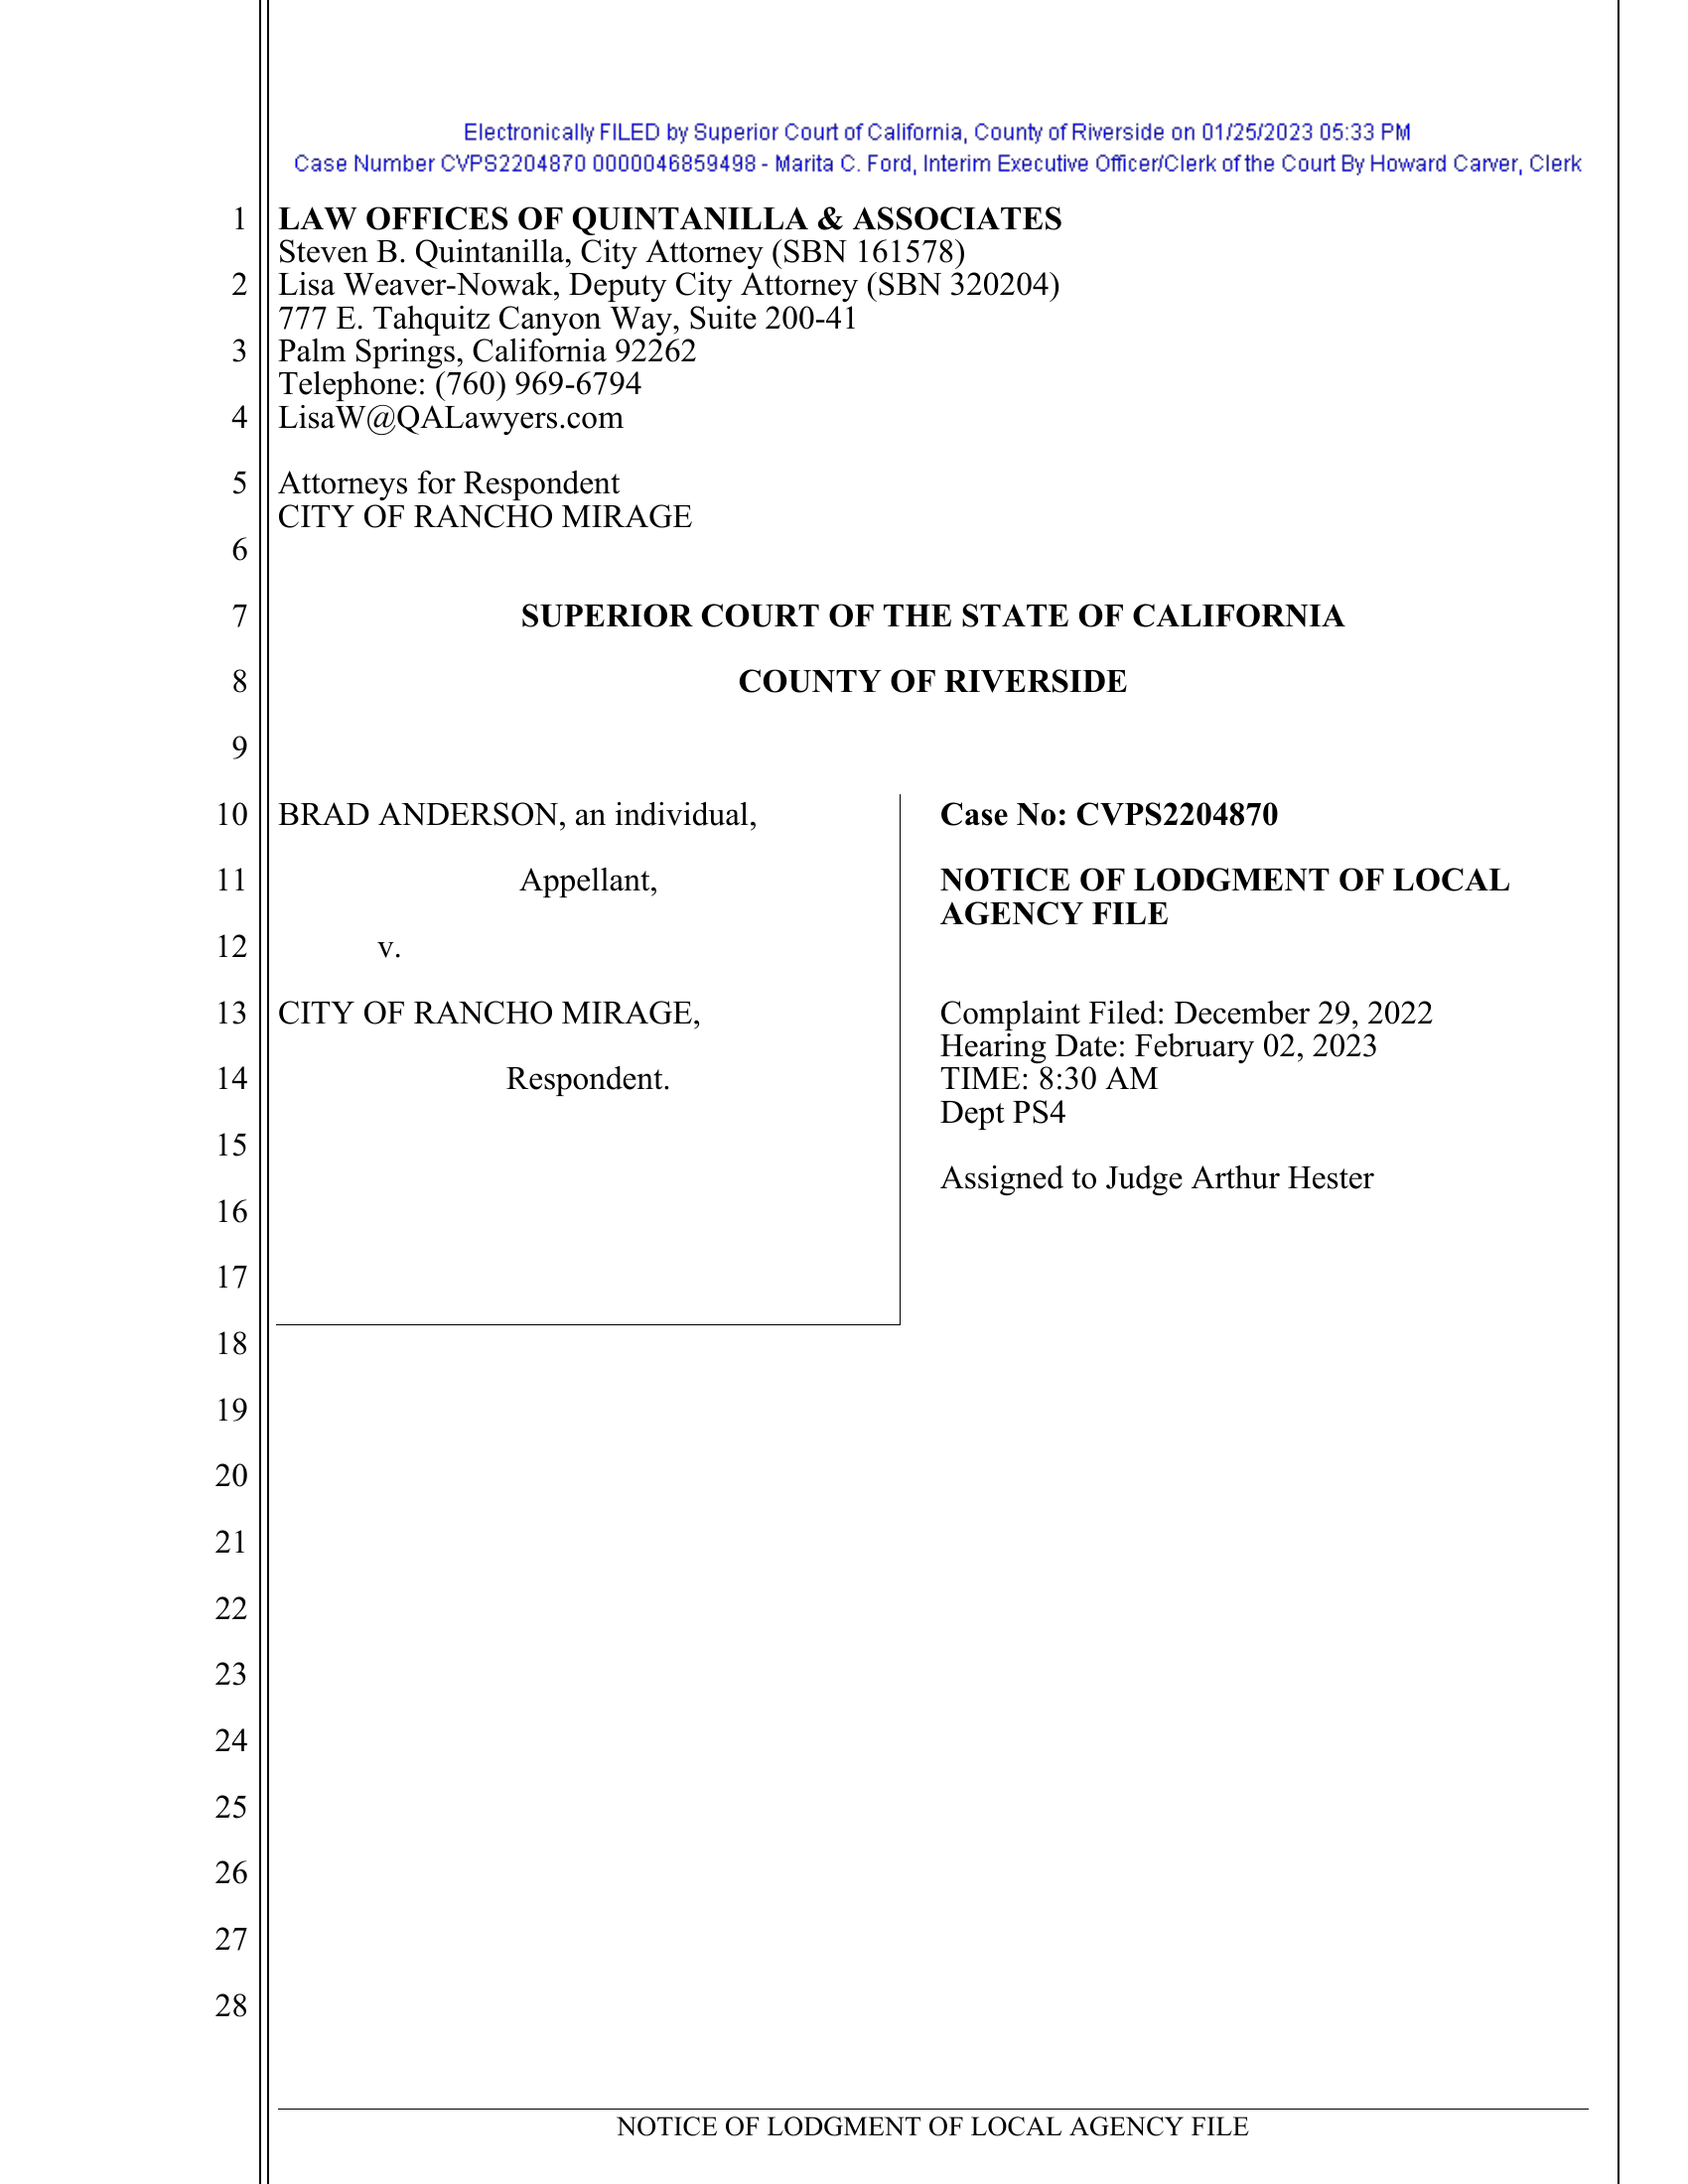 Electronically FILED by Superior Court of California, County of Riverside on 01/25/2023 05:33 PM
Case Number CVPS2204870 0000046859498 - Marita C. Ford, Interim Executive Officer/Clerk of the Court By Howard Carver, Clerk
1 LAW OFFICES OF QUINTANILLA & ASSOCIATES
Steven B. Quintanilla, City Attorney (SBN 161578)
2 Lisa Weaver-Nowak, Deputy City Attorney (SBN 320204)
777 E. Tahquitz Canyon Way, Suite 200-41
3 Palm Springs, California 92262
Telephone: (760) 969-6794
4 LisaW@QALawyers.com
5 Attorneys for Respondent
CITY OF RANCHO MIRAGE
6
7 SUPERIOR COURT OF THE STATE OF CALIFORNIA
8 COUNTY OF RIVERSIDE
9
10 BRAD ANDERSON, an individual,
11 Appellant,
12 v.
13 CITY OF RANCHO MIRAGE,
14 Respondent.
Case No: CVPS2204870
NOTICE OF LODGMENT OF LOCAL
AGENCY FILE
Complaint Filed: December 29, 2022
Hearing Date: February 02, 2023
TIME: 8:30 AM
Dept PS4
15
Assigned to Judge Arthur Hester
16
17
18
19
20
21
22
23
24
25
26
27
28
NOTICE OF LODGMENT OF LOCAL AGENCY FILE